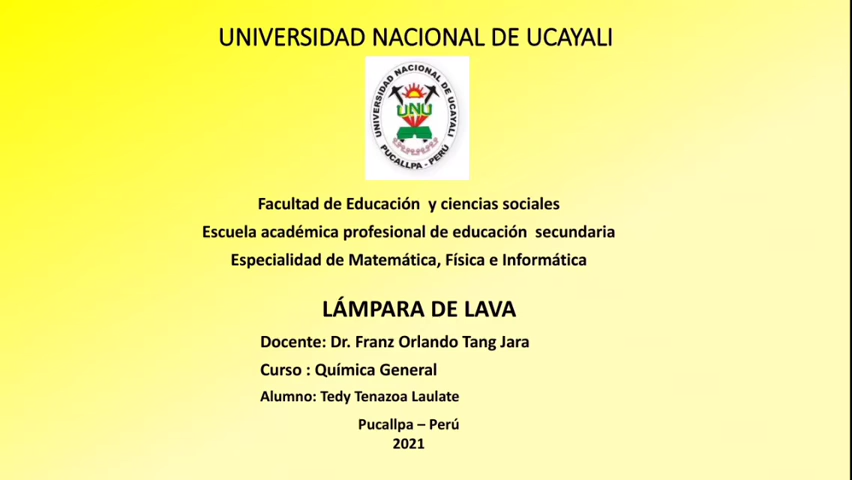 UNIVERSIDAD NACIONAL DE UCAYALI
UNIVERSIDAD NACIONAL DE UCAYALI
UNU
PUCALLPA - PERÚ
Facultad de Educación y ciencias sociales
Escuela académica profesional de educación secundaria
Especialidad de Matemática, Física e Informática
LÁMPARA DE LAVA
Docente: Dr. Franz Orlando Tang Jara
Curso : Química General
Alumno: Tedy Tenazoa Laulate
Pucallpa – Perú
2021